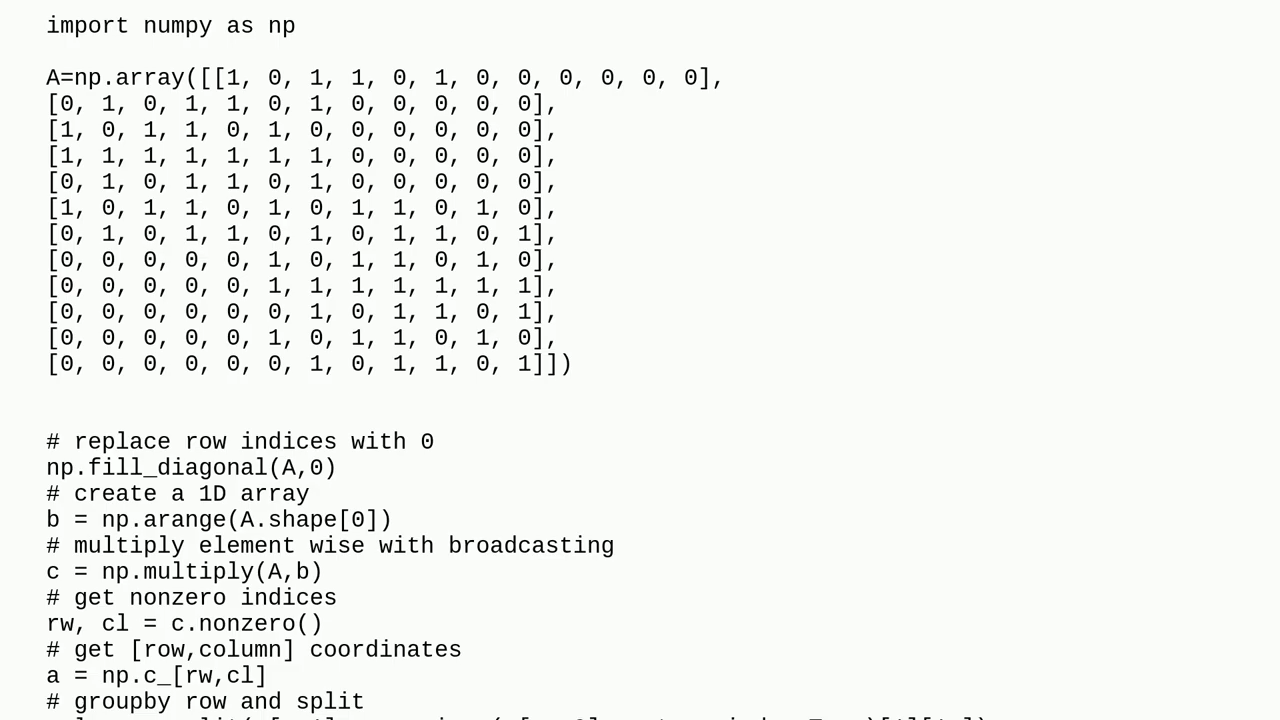 import numpy as np
A=np.array([[1, 0, 1, 1, 0, 1, 0, 0, 0, 0, 0, 0],
[0, 1, 0, 1, 1, 0, 1, 0, 0, 0, 0, 0],
[1, 0, 1, 1, 0, 1, 0, 0, 0, 0, 0, 0],
[1, 1, 1, 1, 1, 1, 1, 0, 0, 0, 0, 0],
[0, 1, 0, 1, 1, 0, 1, 0, 0, 0, 0, 0],
[1, 0, 1, 1, 0, 1, 0, 1, 1, 0, 1, 0],
[0, 1, 0, 1, 1, 0, 1, 0, 1, 1, 0, 1],
[0, 0, 0, 0, 0, 1, 0, 1, 1, 0, 1, 0],
[0, 0, 0, 0, 0, 1, 1, 1, 1, 1, 1, 1],
[0, 0, 0, 0, 0, 0, 1, 0, 1, 1, 0, 1],
[0, 0, 0, 0, 0, 1, 0, 1, 1, 0, 1, 0],
[0, 0, 0, 0, 0, 0, 1, 0, 1, 1, 0, 1]])
# replace row indices with 0
np.fill_diagonal(A,0)
# create a 1D array
b = np.arange(A.shape[0])
# multiply element wise with broadcasting
c = np.multiply(A,b)
# get nonzero indices
rw, cl = c.nonzero()
# get [row,column] coordinates
a = np.c_[rw,cl]
# groupby row and split